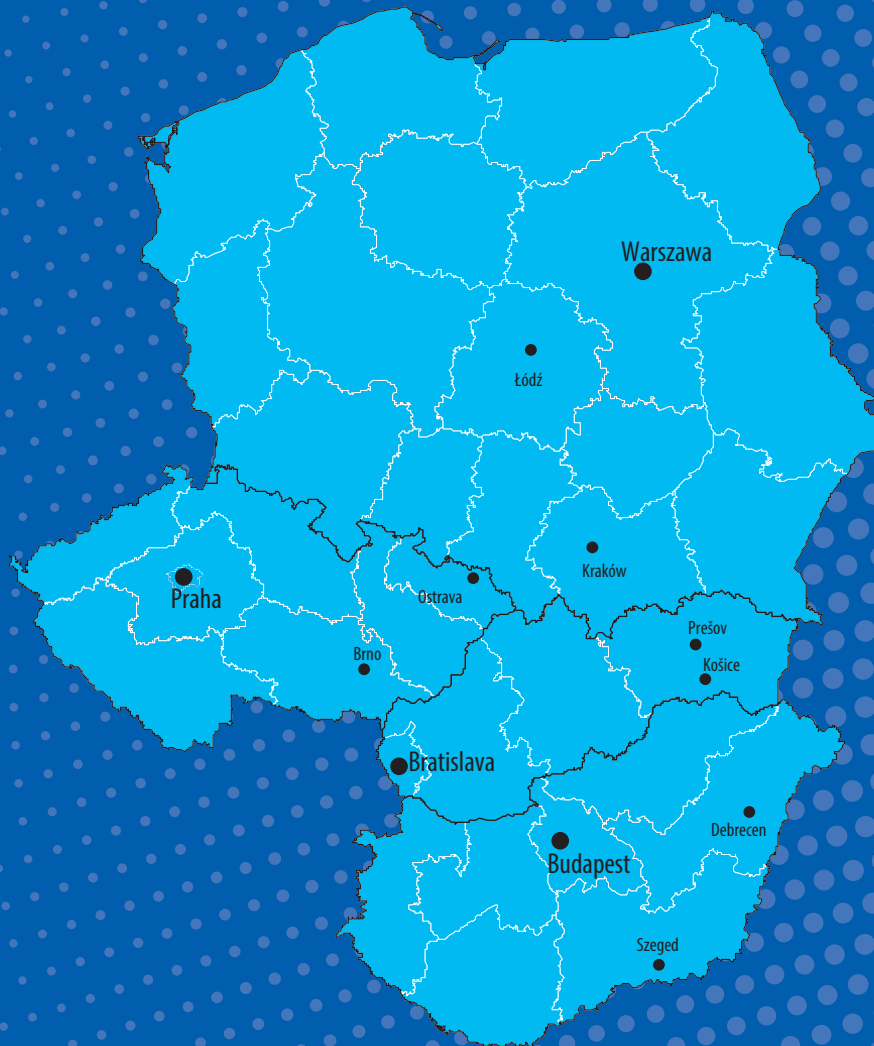 Warszawa
Łódź
Kraków
Praha
Ostrava
Brno
Prešov
Košice
Bratislava
Debrecen
Budapest
Szeged